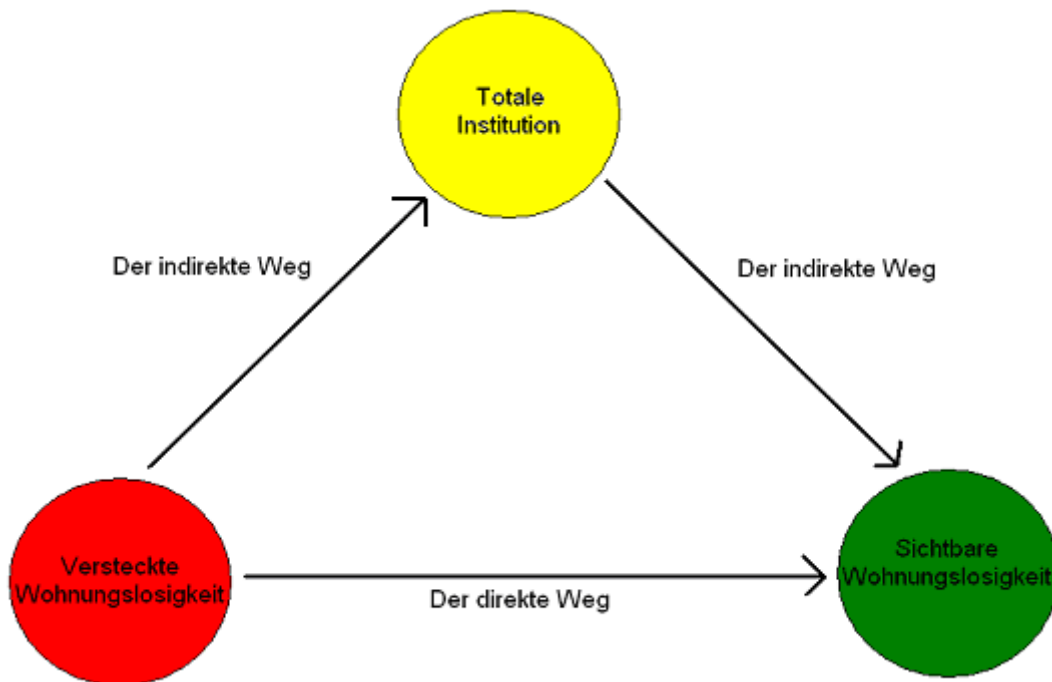 Totale
Institution
Der indirekte Weg
Der indirekte Weg
Versteckte
Wohnungslosigkeit
Der direkte Weg
Sichtbare
Wohnungslosigkeit